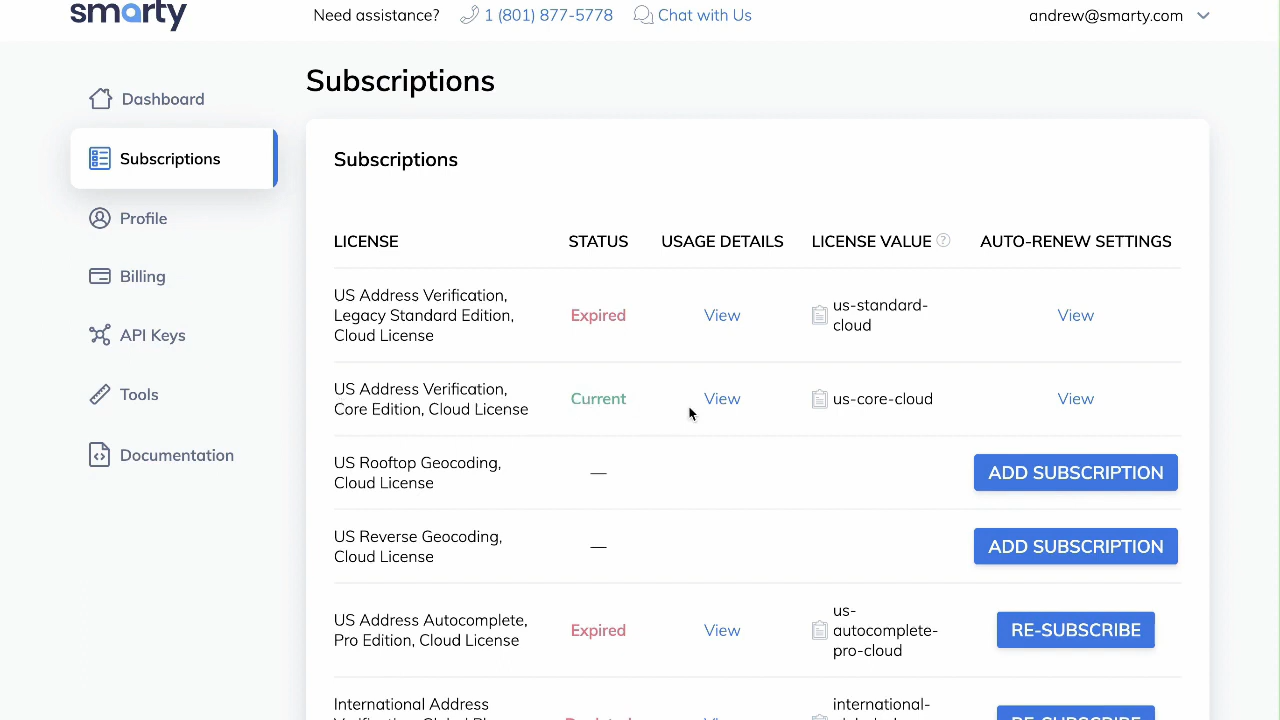 smarty
Need assistance? 1 (801) 877-5778 Chat with Us andrew@smarty.com
Dashboard
Subscriptions
Profile
Billing
API Keys
Tools
Documentation
Subscriptions
Subscriptions
LICENSE STATUS USAGE DETAILS LICENSE VALUE ? AUTO-RENEW SETTINGS
US Address Verification,
Legacy Standard Edition,
Cloud License
Expired
View
us-standard-
cloud
View
US Address Verification,
Core Edition, Cloud License
Current
View
us-core-cloud
View
US Rooftop Geocoding,
Cloud License
—
ADD SUBSCRIPTION
US Reverse Geocoding,
Cloud License
—
ADD SUBSCRIPTION
US Address Autocomplete,
Pro Edition, Cloud License
Expired
View
us-
autocomplete-
pro-cloud
RE-SUBSCRIBE
International Address
international-
RE-SUBSCRIBE